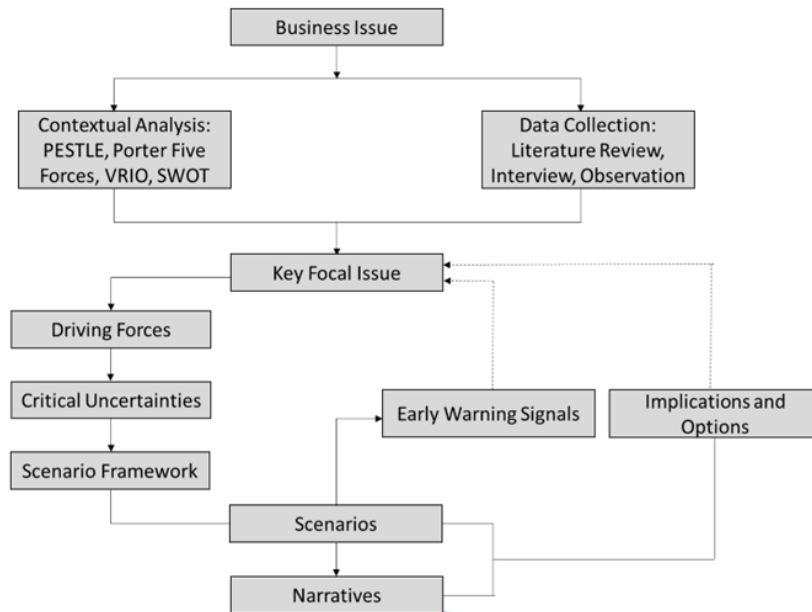 Business Issue
Contextual Analysis:
PESTLE, Porter Five
Forces, VRIO, SWOT
Data Collection:
Literature Review,
Interview, Observation
Key Focal Issue
Driving Forces
Critical Uncertainties
Early Warning Signals
Implications and
Options
Scenario Framework
Scenarios
Narratives